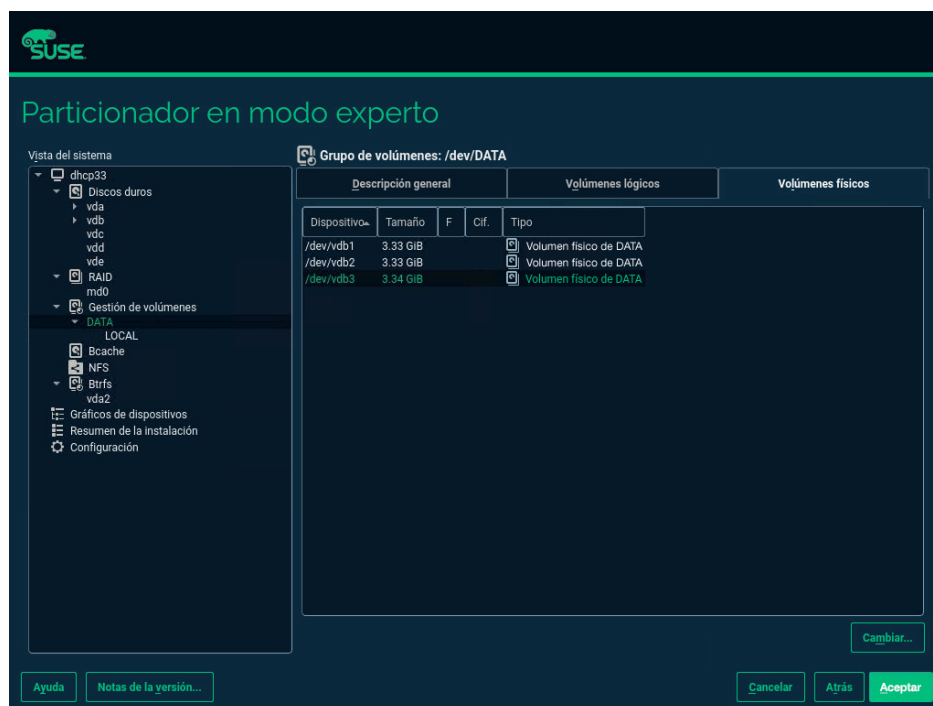 SUSE
Particionador en modo experto
Vista del sistema
dhcp33
Discos duros
vda
vdb
vdc
vdd
vde
RAID
md0
Gestión de volúmenes
DATA
LOCAL
Bcache
NFS
Btrfs
vda2
Gráficos de dispositivos
Resumen de la instalación
Configuración
Grupo de volúmenes: /dev/DATA
Descripción general Volúmenes lógicos Volúmenes físicos
Dispositivo Tamaño F Cif. Tipo
/dev/vdb1 3.33 GiB Volumen físico de DATA
/dev/vdb2 3.33 GiB Volumen físico de DATA
/dev/vdb3 3.34 GiB Volumen físico de DATA
Cambiar...
Ayuda Notas de la versión... Cancelar Atrás Aceptar